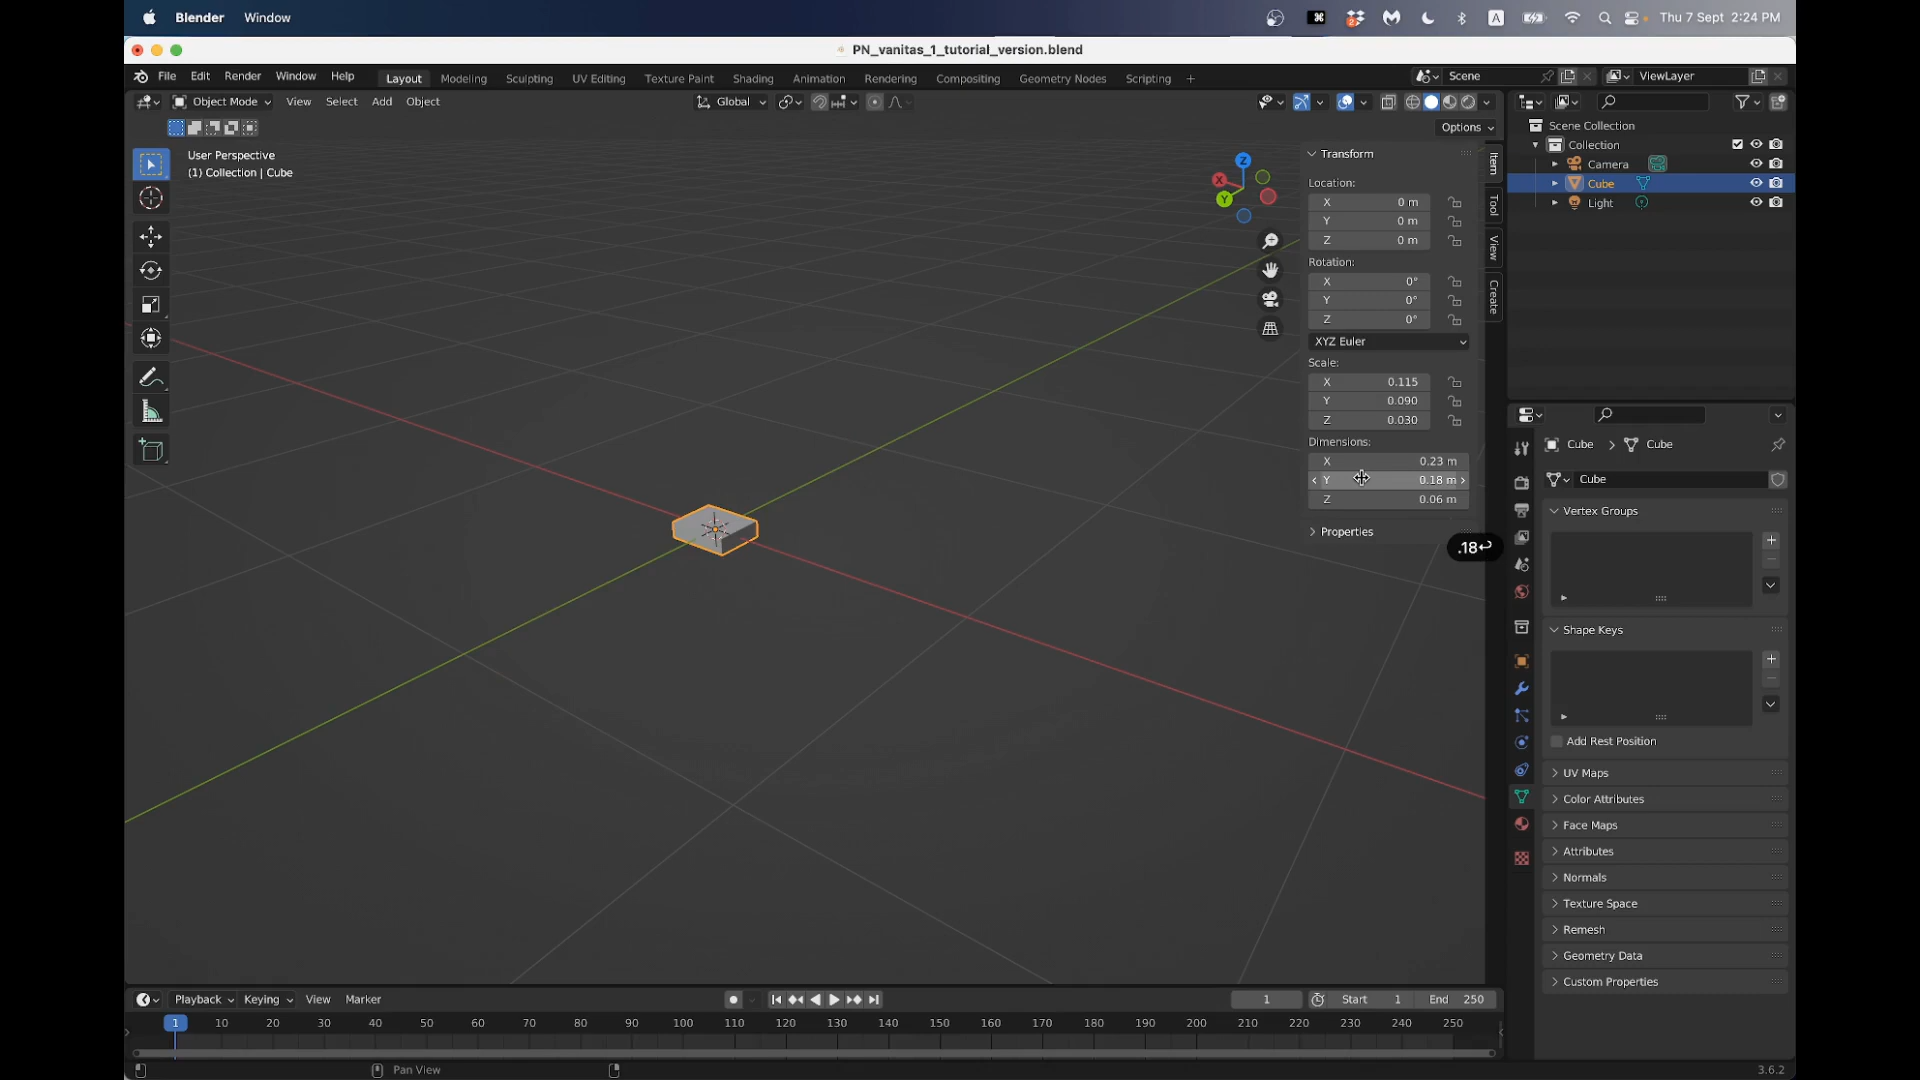 Blender Window
A Thu 7 Sept 2:24 PM
PN_vanitas_1_tutorial_version.blend
File Edit Render Window Help Layout Modeling Sculpting UV Editing Texture Paint Shading Animation Rendering Compositing Geometry Nodes Scripting +
Scene ViewLayer
Object Mode View Select Add Object Global
Options
User Perspective
(1) Collection | Cube
Z
X
Y
Transform
Location:
X 0 m
Y 0 m
Z 0 m
Rotation:
X 0°
Y 0°
Z 0°
XYZ Euler
Scale:
X 0.115
Y 0.090
Z 0.030
Dimensions:
X 0.23 m
Y 0.18 m
Z 0.06 m
Properties
.18↩
Item
Tool
View
Create
Scene Collection
Collection
Camera
Cube
Light
Cube > Cube
Cube
Vertex Groups
Shape Keys
Add Rest Position
UV Maps
Color Attributes
Face Maps
Attributes
Normals
Texture Space
Remesh
Geometry Data
Custom Properties
Playback Keying View Marker
1 Start 1 End 250
1 10 20 30 40 50 60 70 80 90 100 110 120 130 140 150 160 170 180 190 200 210 220 230 240 250
Pan View
3.6.2